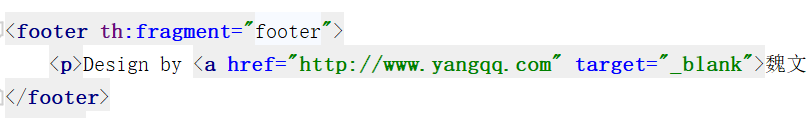 <footer th:fragment="footer">
<p>Design by <a href="http://www.yangqq.com" target="_blank">魏文
</footer>